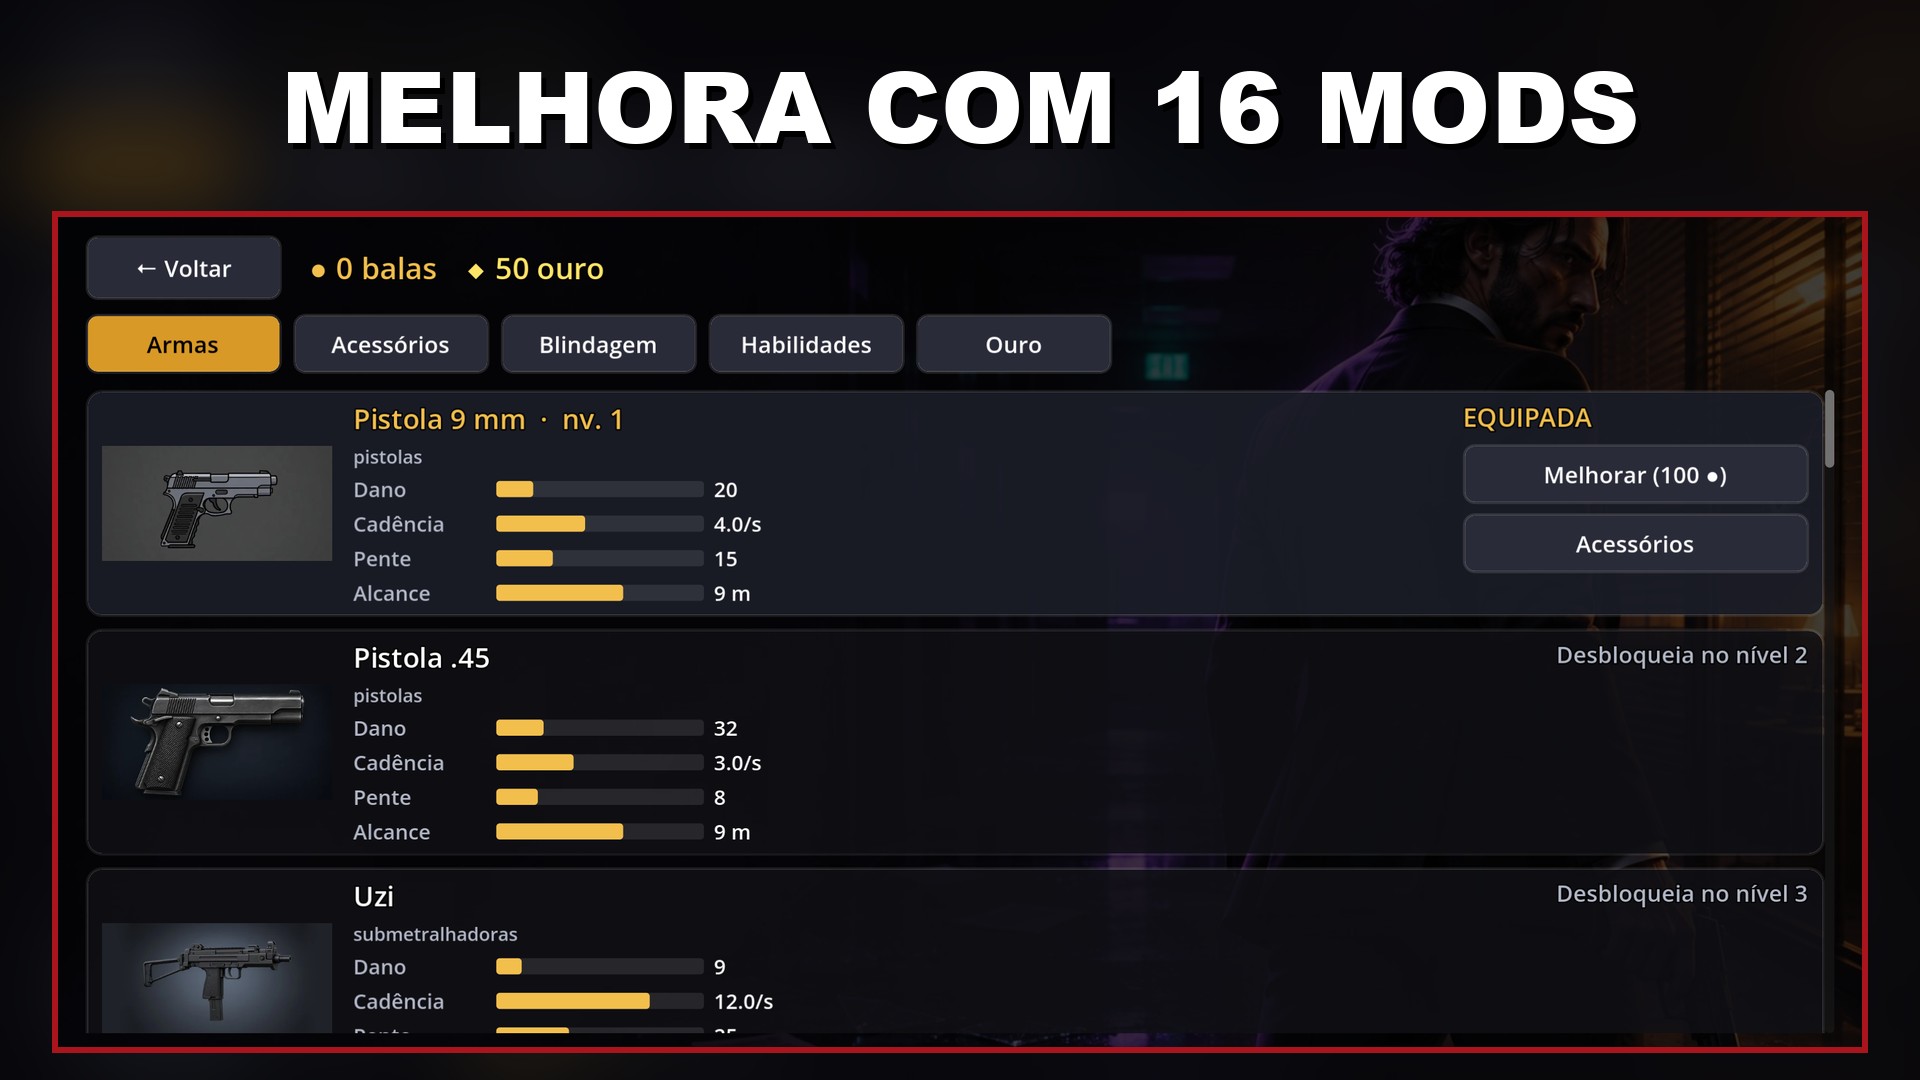 MELHORA COM 16 MODS
← Voltar ● 0 balas ◆ 50 ouro
Armas Acessórios Blindagem Habilidades Ouro
Pistola 9 mm · nv. 1 EQUIPADA
pistolas
Melhorar (100 ●)
Dano 20
Cadência 4.0/s
Acessórios
Pente 15
Alcance 9 m
Pistola .45 Desbloqueia no nível 2
pistolas
Dano 32
Cadência 3.0/s
Pente 8
Alcance 9 m
Uzi Desbloqueia no nível 3
submetralhadoras
Dano 9
Cadência 12.0/s